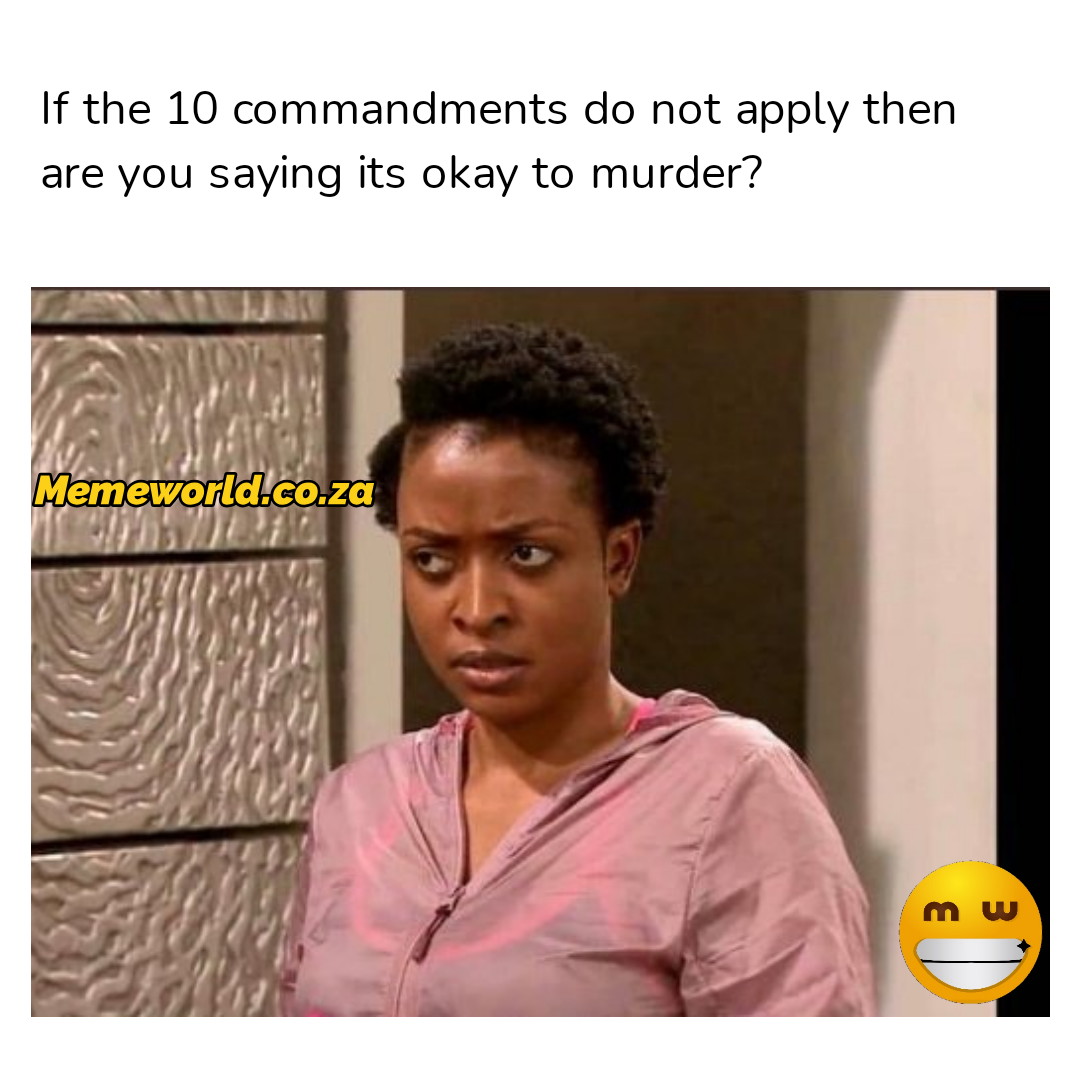 If the 10 commandments do not apply then
are you saying its okay to murder?
Memeworld.co.za
m w